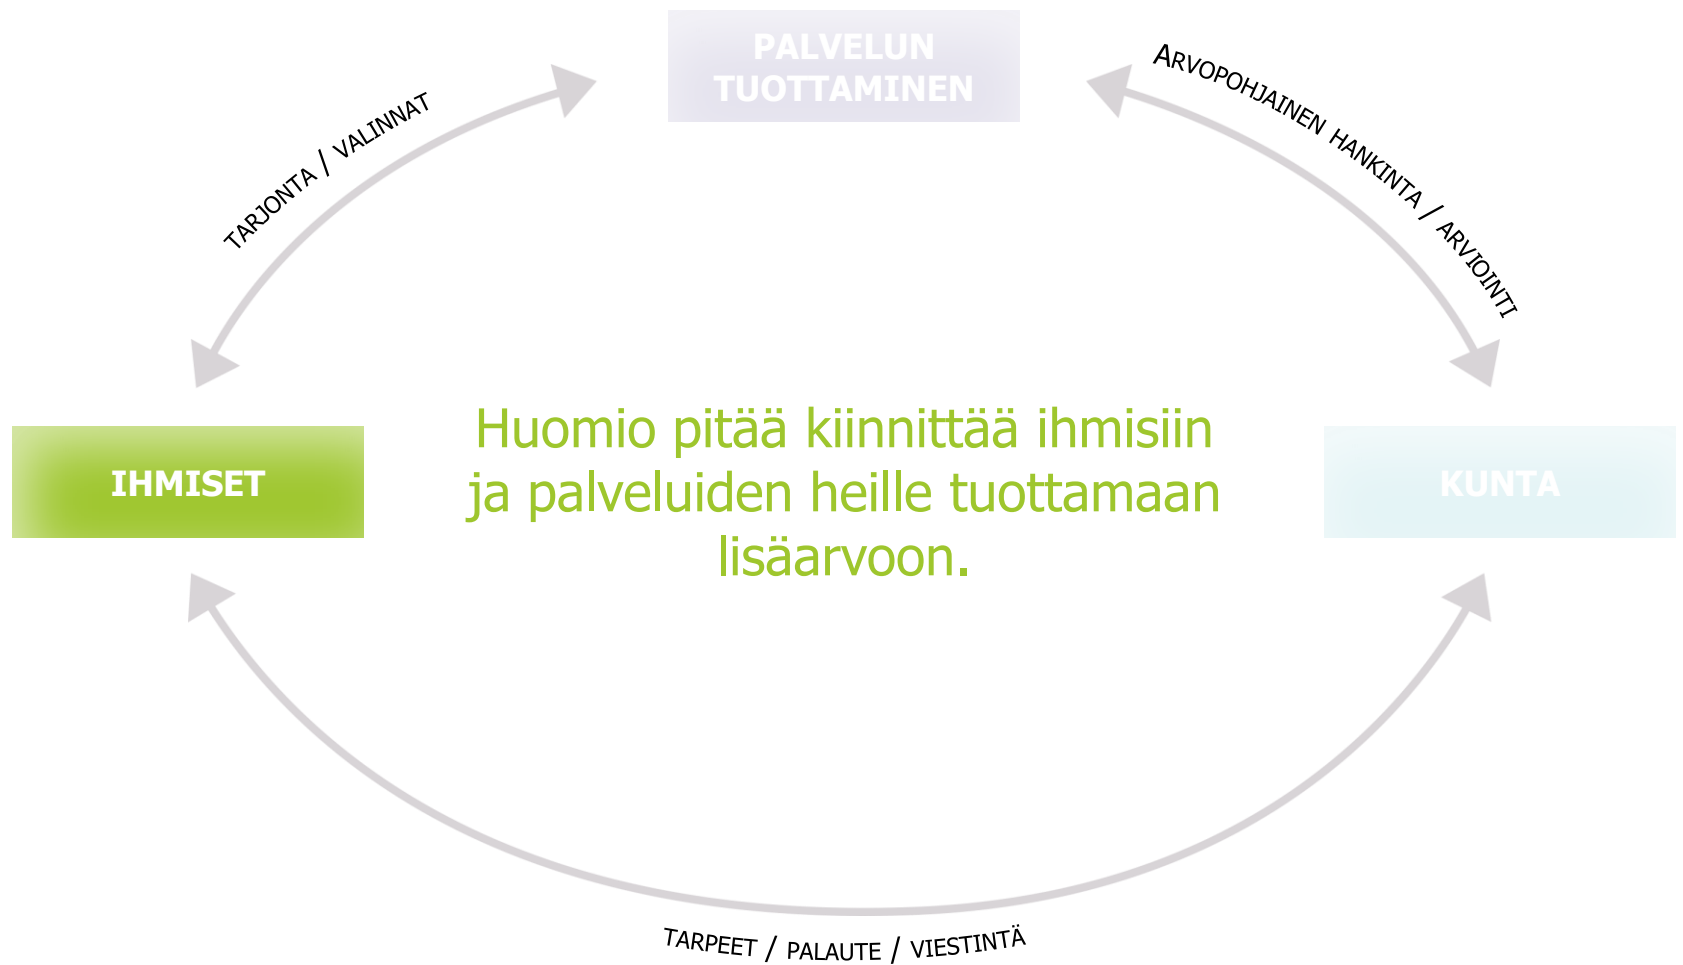 PALVELUN
TUOTTAMINEN
TARJONTA / VALINNAT
ARVOPOHJAINEN HANKINTA / ARVIOINTI
Huomio pitää kiinnittää ihmisiin
ja palveluiden heille tuottamaan
lisäarvoon.
IHMISET
KUNTA
TARPEET / PALAUTE / VIESTINTÄ